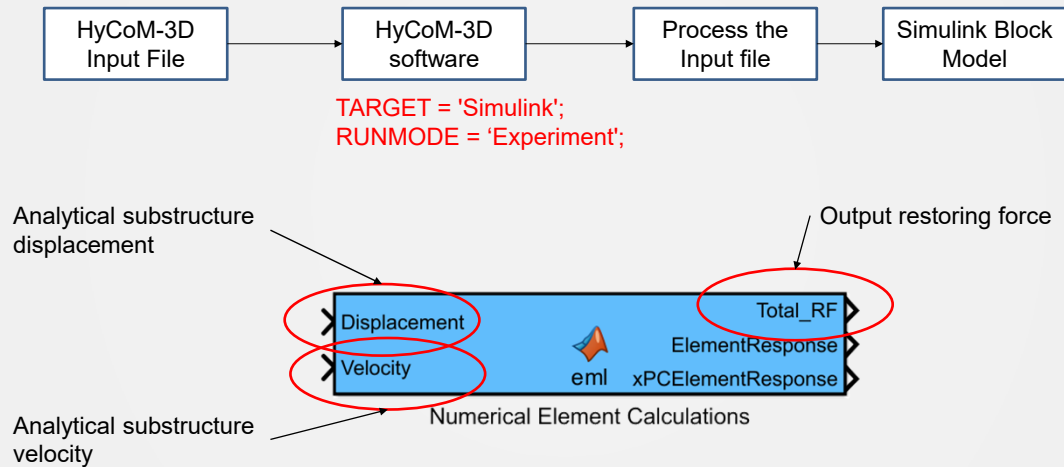 HyCoM-3D
Input File
HyCoM-3D
software
Process the
Input file
Simulink Block
Model
TARGET = 'Simulink';
RUNMODE = ‘Experiment';
Analytical substructure
displacement
Output restoring force
Displacement
Velocity
eml
Total_RF
ElementResponse
xPCElementResponse
Numerical Element Calculations
Analytical substructure
velocity